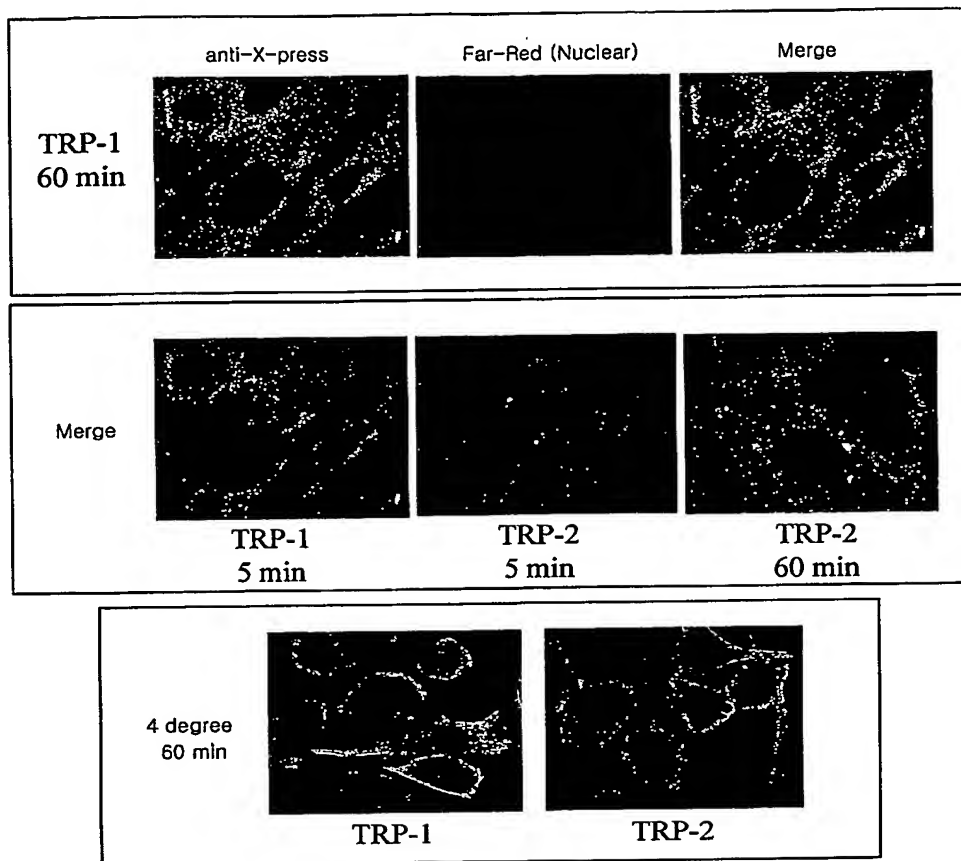 anti-X-press Far-Red (Nuclear) Merge
TRP-1
60 min
Merge
TRP-1 TRP-2 TRP-2
5 min 5 min 60 min
4 degree
60 min
TRP-1 TRP-2